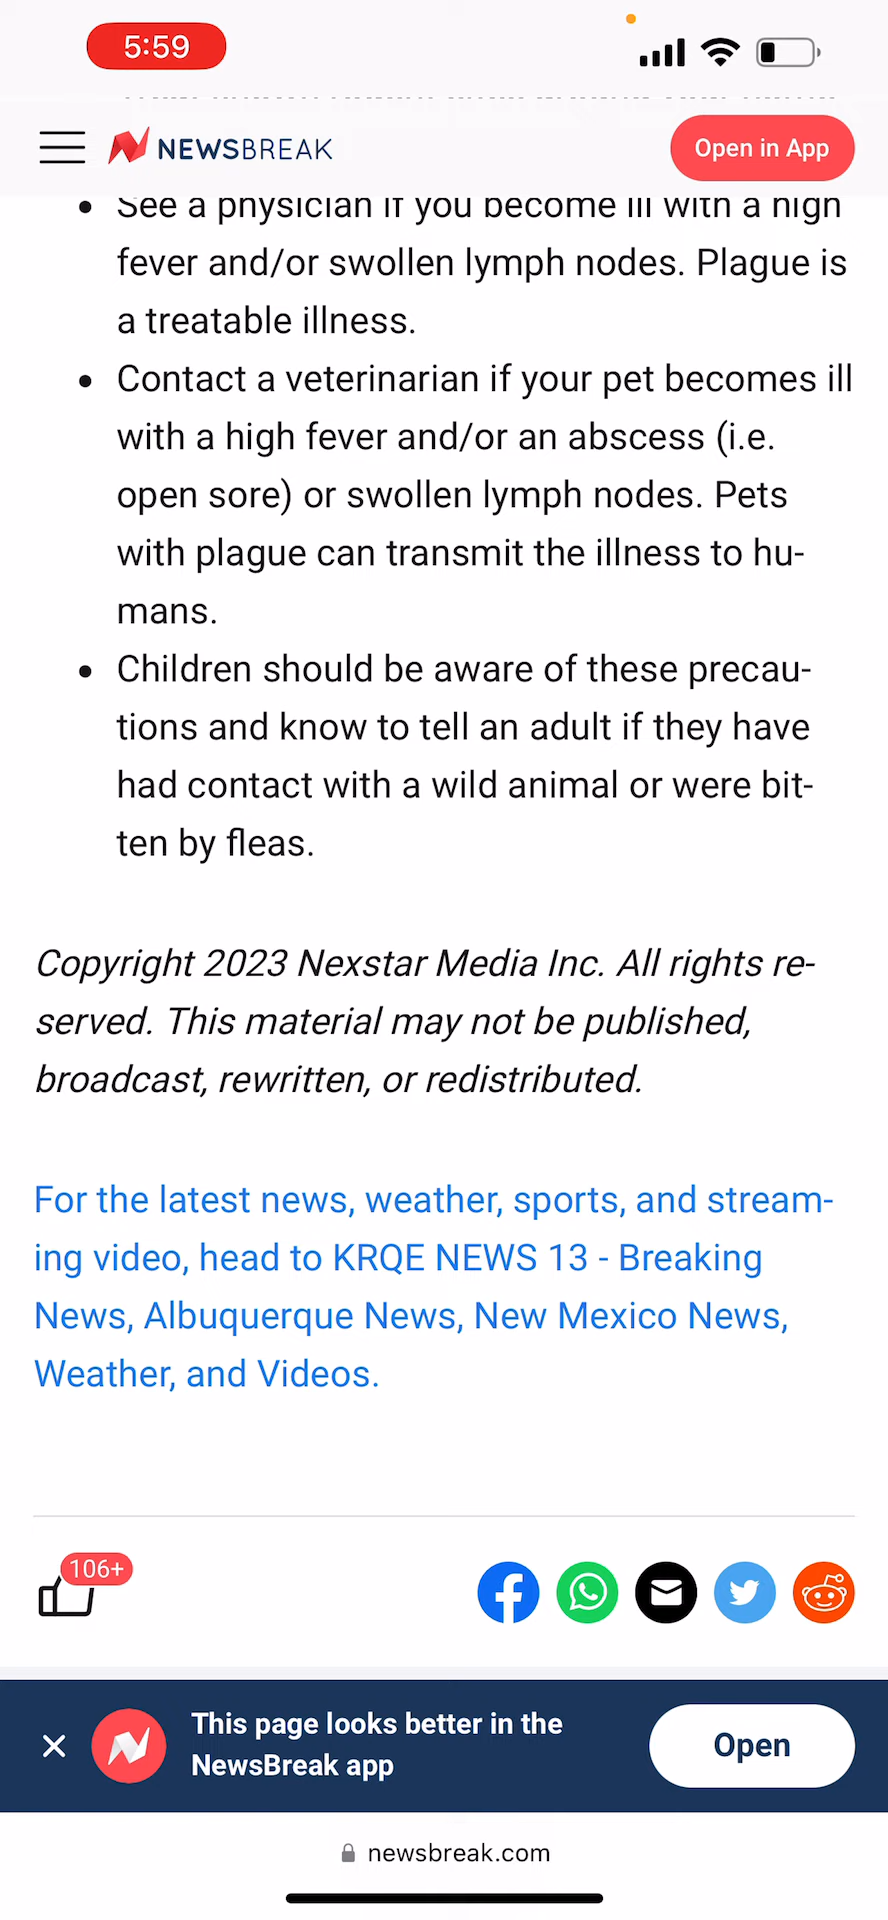 5:59
NEWSBREAK
Open in App
• See a physician if you become ill with a high
fever and/or swollen lymph nodes. Plague is
a treatable illness.
• Contact a veterinarian if your pet becomes ill
with a high fever and/or an abscess (i.e.
open sore) or swollen lymph nodes. Pets
with plague can transmit the illness to hu-
mans.
• Children should be aware of these precau-
tions and know to tell an adult if they have
had contact with a wild animal or were bit-
ten by fleas.
Copyright 2023 Nexstar Media Inc. All rights re-
served. This material may not be published,
broadcast, rewritten, or redistributed.
For the latest news, weather, sports, and stream-
ing video, head to KRQE NEWS 13 - Breaking
News, Albuquerque News, New Mexico News,
Weather, and Videos.
106+
This page looks better in the
NewsBreak app
Open
newsbreak.com